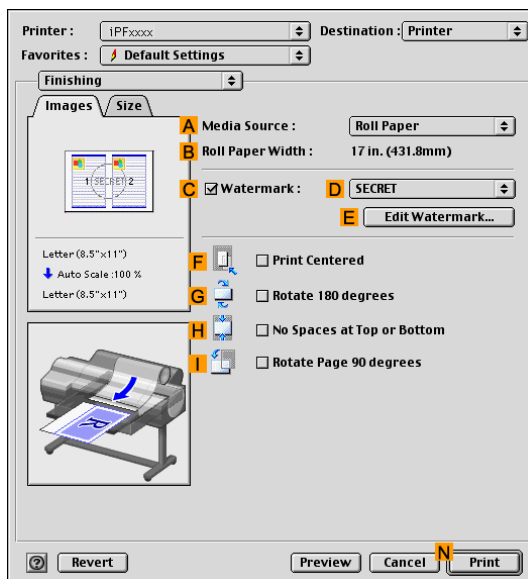 Printer : iPFxxxx Destination : Printer
Favorites : Default Settings
Finishing
Images Size
A Media Source : Roll Paper
B Roll Paper Width : 17 in. (431.8mm)
1 SECRET 2
C Watermark : D SECRET
E Edit Watermark...
Letter (8.5"x11")
Auto Scale :100 %
Letter (8.5"x11")
F Print Centered
G Rotate 180 degrees
H No Spaces at Top or Bottom
I Rotate Page 90 degrees
R
? Revert Preview Cancel N Print